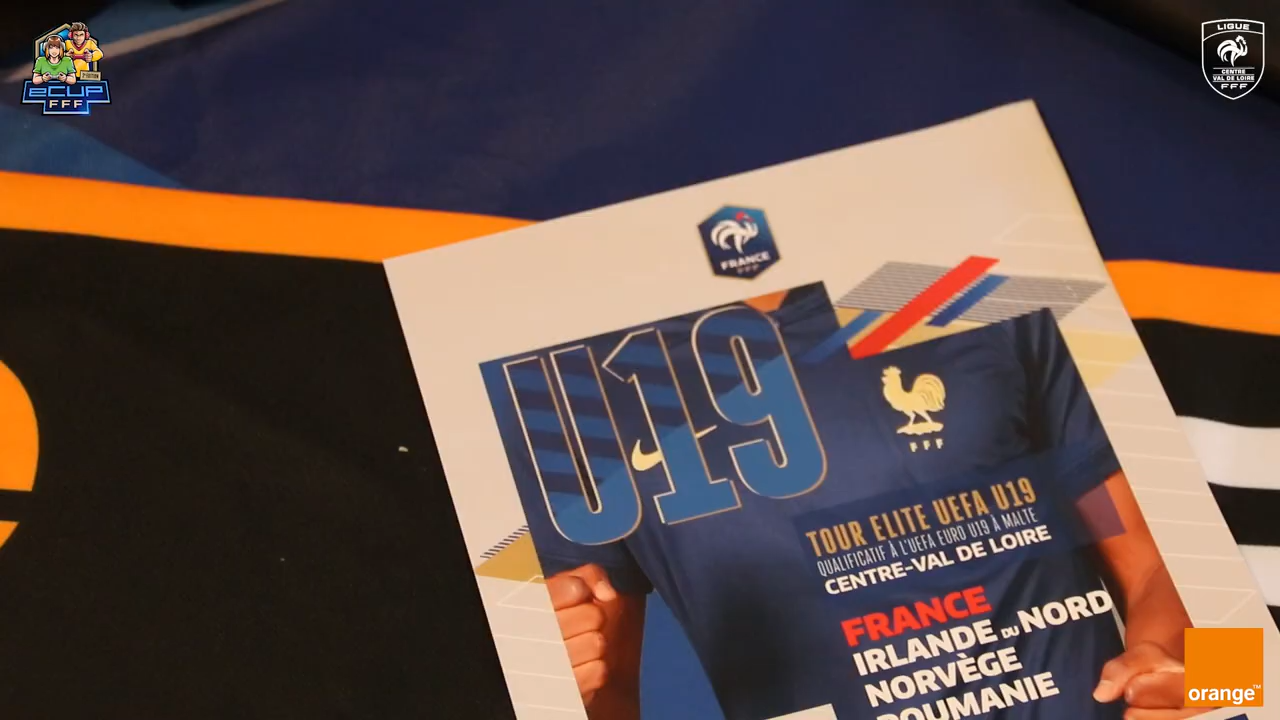 eCUP
FFF
LIGUE
CENTRE
VAL DE LOIRE
FFF
FRANCE
FFF
U19
FFF
TOUR ELITE UEFA U19
QUALIFICATIF À L'UEFA EURO U19 À MALTE
CENTRE-VAL DE LOIRE
FRANCE
IRLANDE DU NORD
NORVÈGE
ROUMANIE
orange™